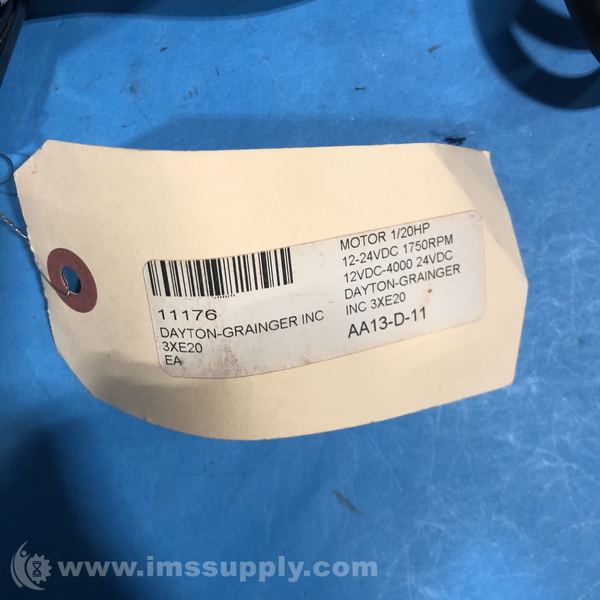 11176
DAYTON-GRAINGER INC
3XE20
EA
MOTOR 1/20HP
12-24VDC 1750RPM
12VDC-4000 24VDC
DAYTON-GRAINGER
INC 3XE20
AA13-D-11
www.imssupply.com